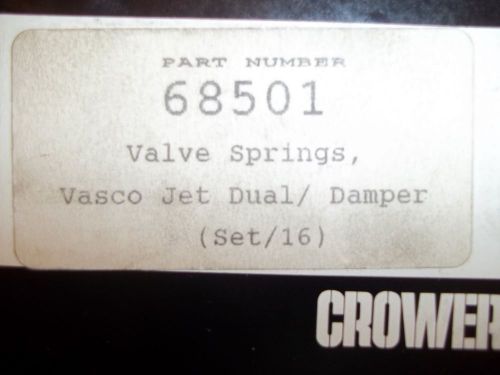 PART NUMBER
68501
Valve Springs,
Vasco Jet Dual/ Damper
(Set/16)
CROWER